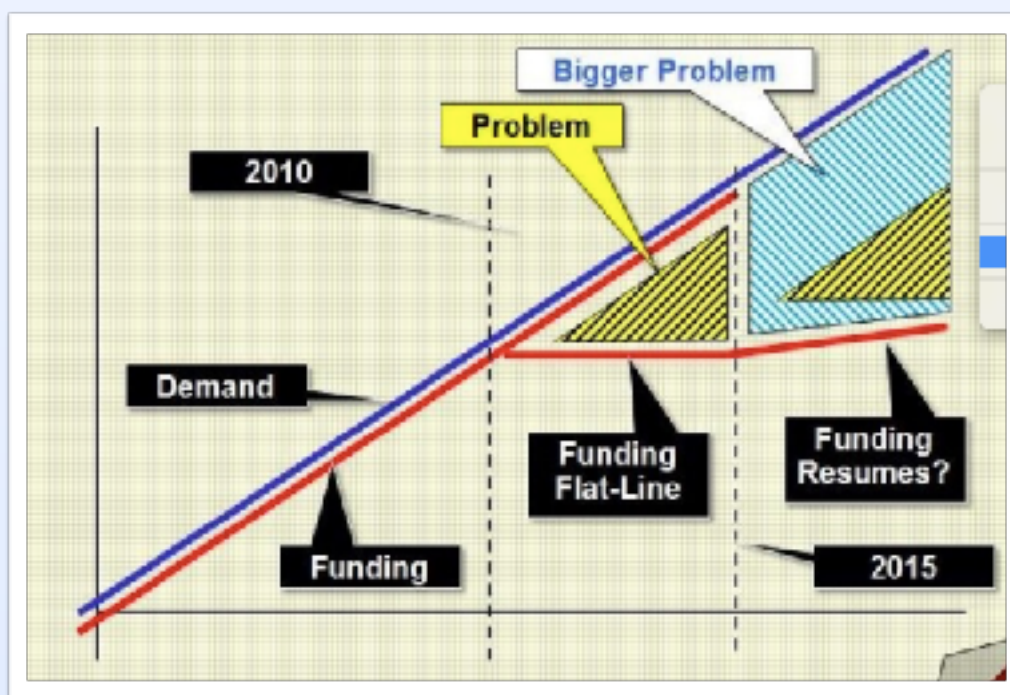 Bigger Problem
Problem
2010
Demand
Funding
Flat-Line
Funding
Resumes?
Funding
2015